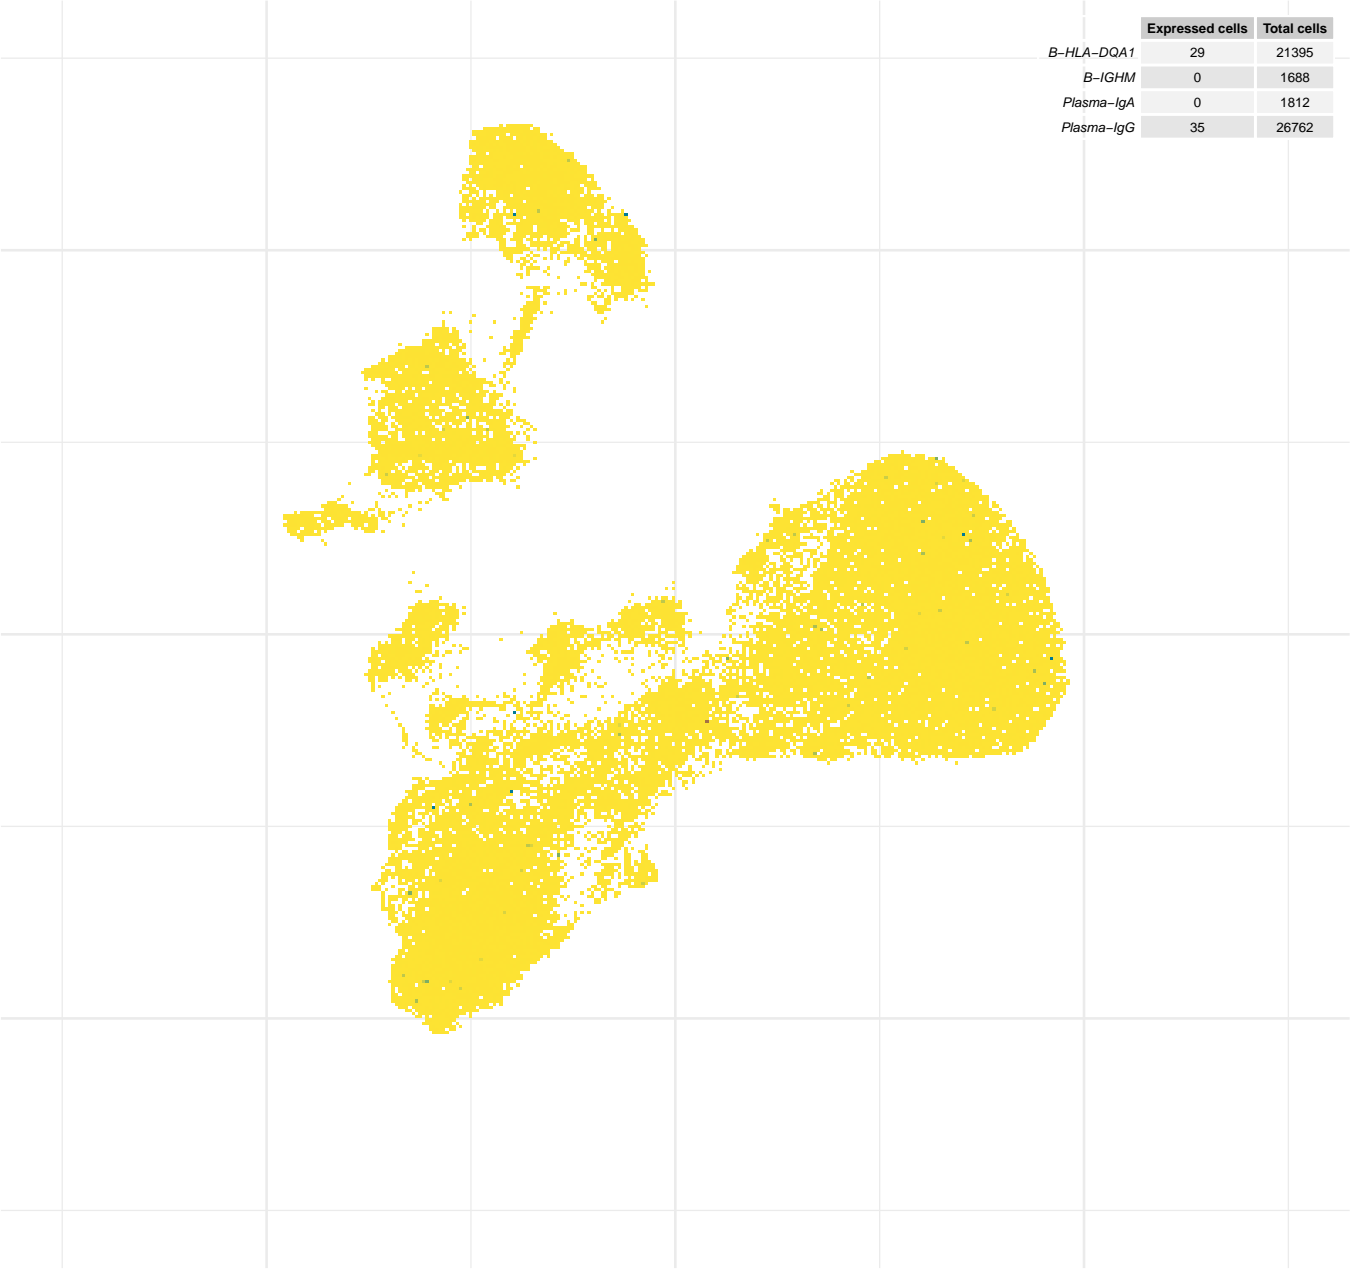 Expressed cells Total cells
B−HLA−DQA1 29 21395
B−IGHM 0 1688
Plasma−IgA 0 1812
Plasma−IgG 35 26762